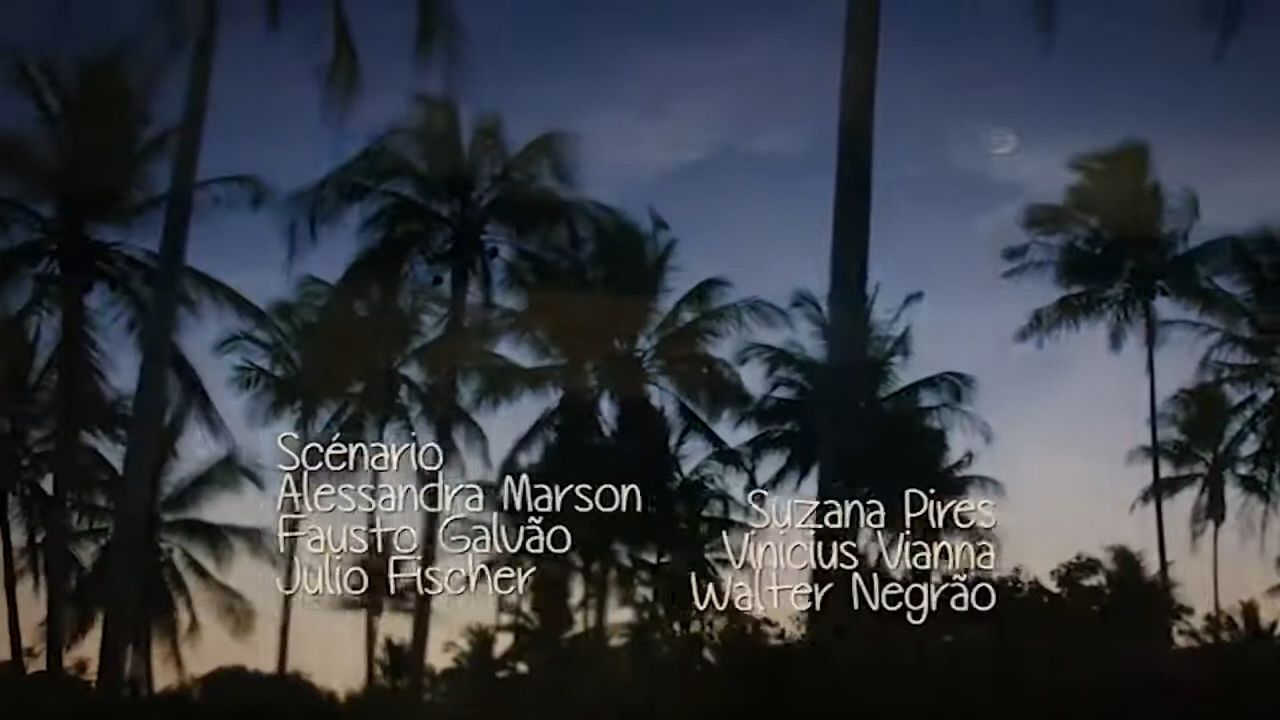 Scénario
Alessandra Marson
Fausto Galvão
Julio Fischer
Suzana Pires
Vinicius Vianna
Walter Negrão